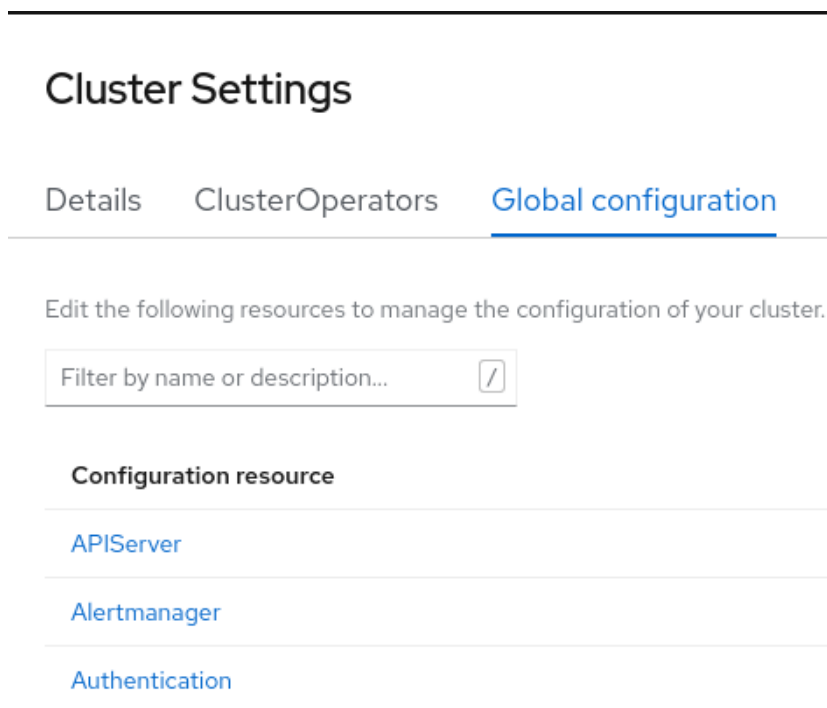 Cluster Settings
Details ClusterOperators Global configuration
Edit the following resources to manage the configuration of your cluster.
Filter by name or description... /
Configuration resource
APIServer
Alertmanager
Authentication